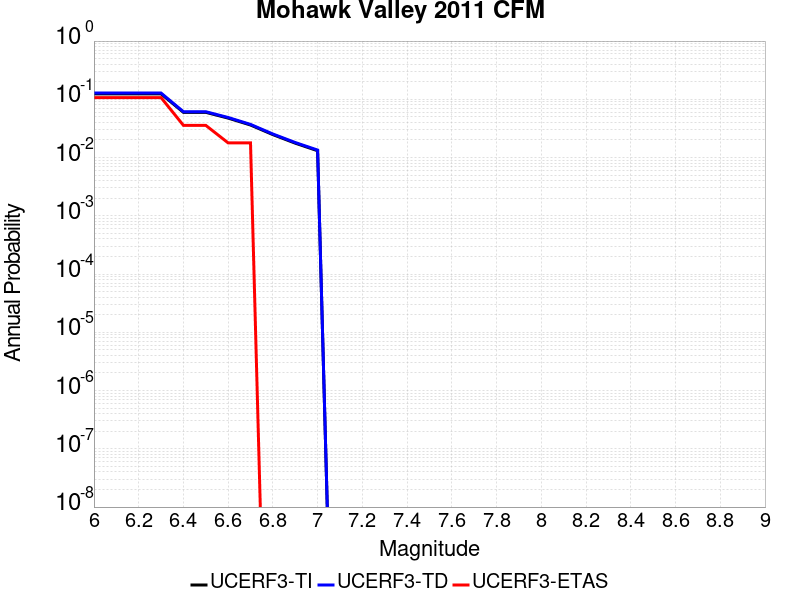 Mohawk Valley 2011 CFM
10^0
10^-1
10^-2
10^-3
10^-4
10^-5
10^-6
10^-7
10^-8
Annual Probability
6 6.2 6.4 6.6 6.8 7 7.2 7.4 7.6 7.8 8 8.2 8.4 8.6 8.8 9
Magnitude
UCERF3-TI UCERF3-TD UCERF3-ETAS